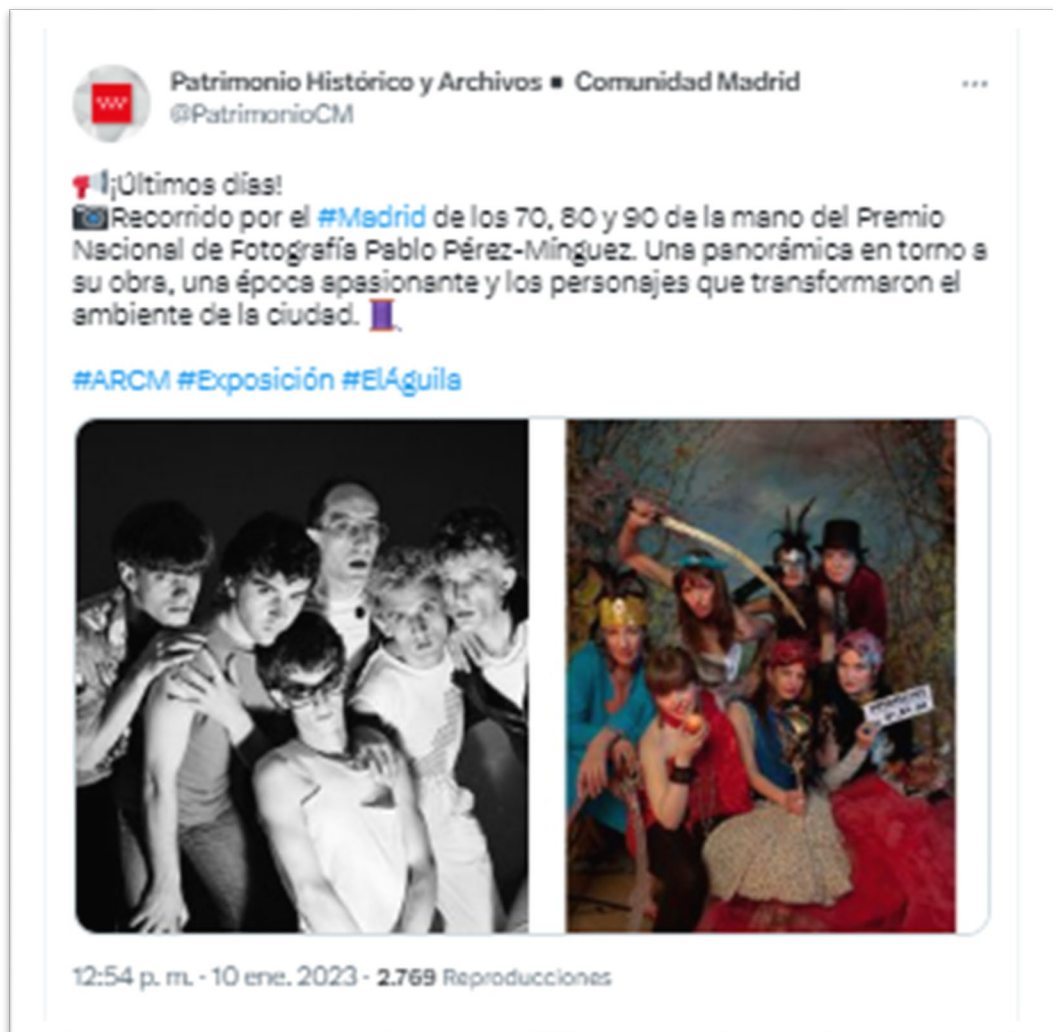 Patrimonio Histórico y Archivos ▪ Comunidad Madrid
@PatrimonioCM
¡Últimos días!
Recorrido por el #Madrid de los 70, 80 y 90 de la mano del Premio
Nacional de Fotografía Pablo Pérez-Mínguez. Una panorámica en torno a
su obra, una época apasionante y los personajes que transformaron el
ambiente de la ciudad.
#ARCM #Exposición #ElÁguila
12:54 p. m. · 10 ene. 2023 · 2.769 Reproducciones